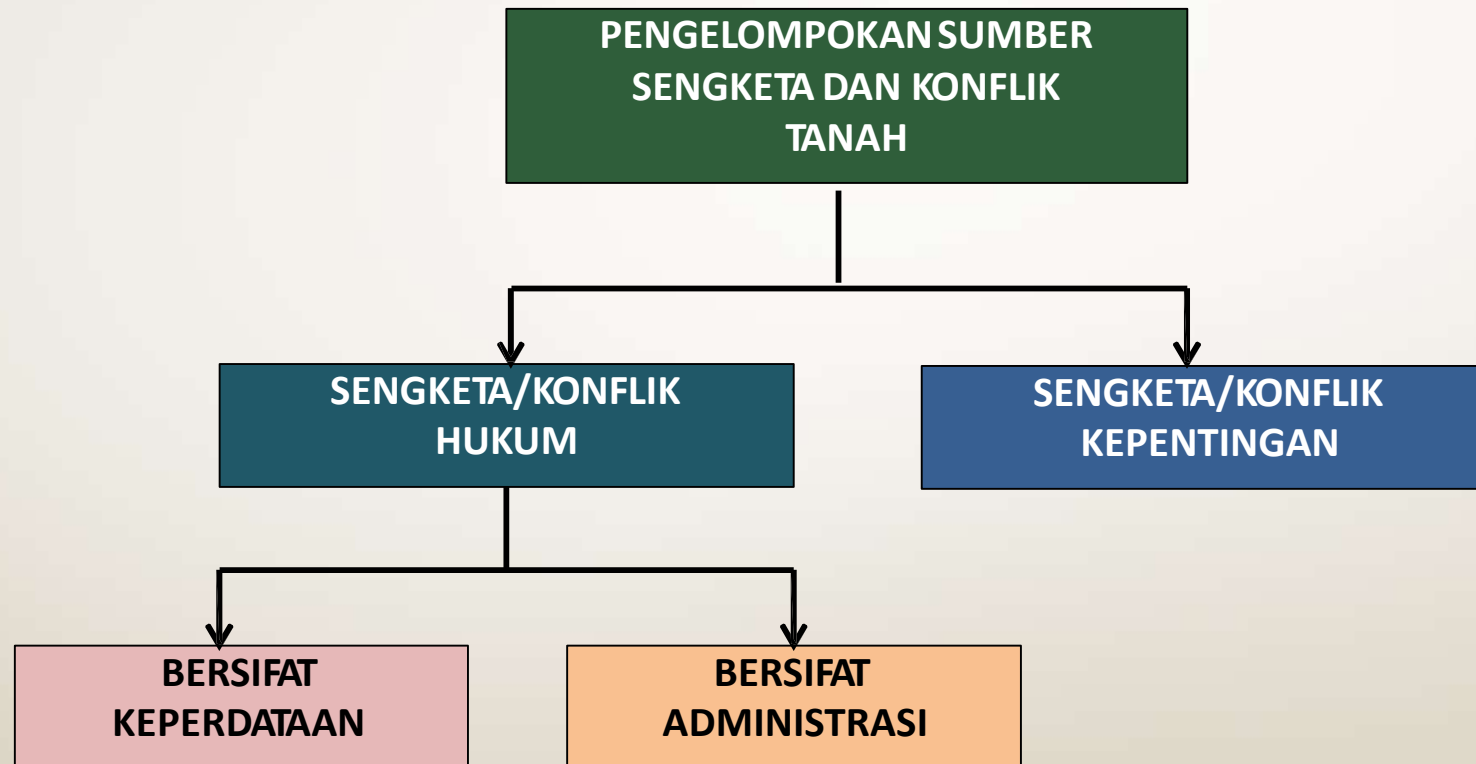 PENGELOMPOKAN SUMBER
SENGKETA DAN KONFLIK
TANAH
SENGKETA/KONFLIK
HUKUM
SENGKETA/KONFLIK
KEPENTINGAN
BERSIFAT
KEPERDATAAN
BERSIFAT
ADMINISTRASI